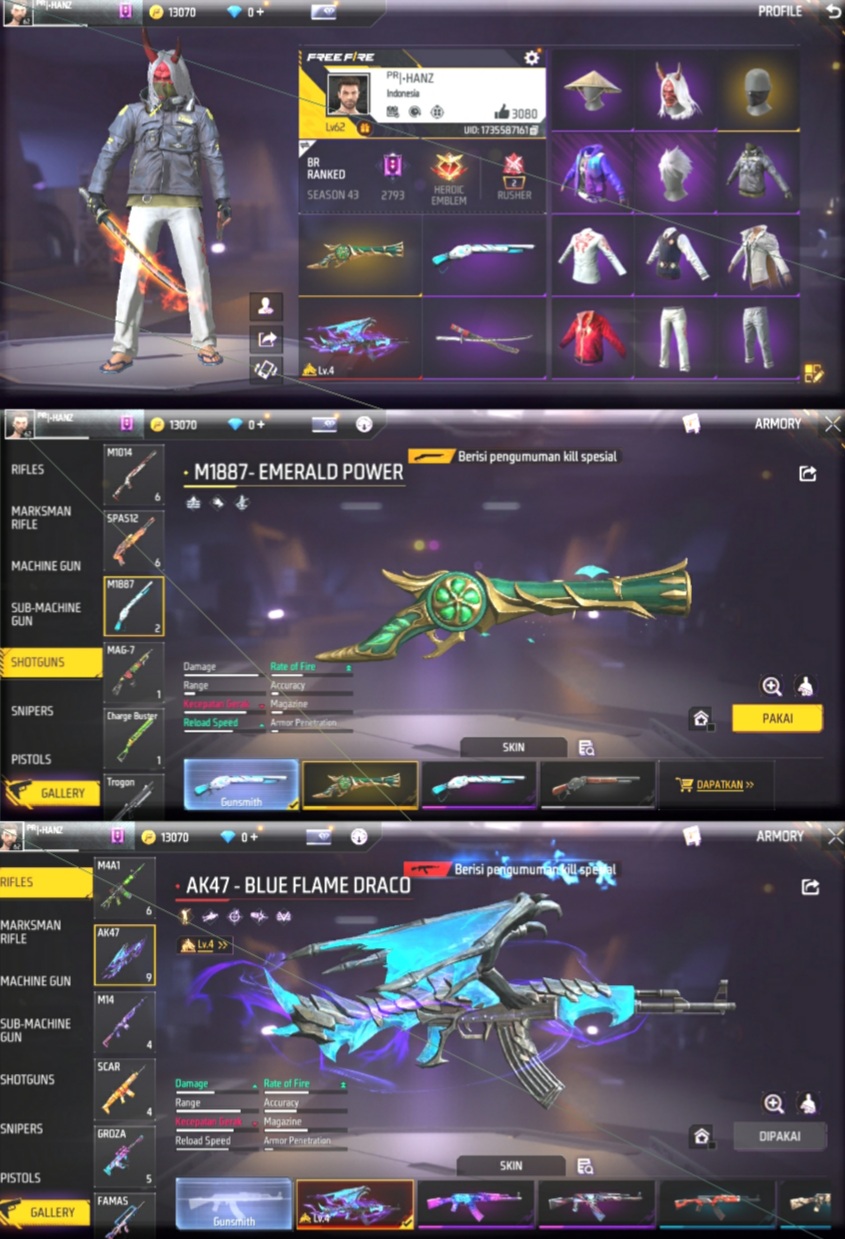 PR|-HANZ
13070
0 +
PROFILE
62
FREE FIRE
PR|-HANZ
Indonesia
3080
Lv62
UID: 1735587161
BR
RANKED
SEASON 43
2793
HEROIC
EMBLEM
2
RUSHER
Lv.4
PR|-HANZ
13070
0 +
ARMORY
RIFLES
MARKSMAN
RIFLE
MACHINE GUN
SUB-MACHINE
GUN
SHOTGUNS
SNIPERS
PISTOLS
GALLERY
M1014
6
SPAS12
6
M1887
2
MAG-7
1
Charge Buster
1
Trogon
M1887- EMERALD POWER
Berisi pengumuman kill spesial
Damage
Rate of Fire
Range
Accuracy
Kecepatan Gerak
Magazine
Reload Speed
Armor Penetration
PAKAI
SKIN
Gunsmith
DAPATKAN >>
PR|-HANZ
13070
0 +
ARMORY
RIFLES
MARKSMAN
RIFLE
MACHINE GUN
SUB-MACHINE
GUN
SHOTGUNS
SNIPERS
PISTOLS
GALLERY
M4A1
6
AK47
9
M14
4
SCAR
4
GROZA
5
FAMAS
AK47 - BLUE FLAME DRACO
Berisi pengumuman kill spesial
Lv.4 >>
Damage
Rate of Fire
Range
Accuracy
Kecepatan Gerak
Magazine
Reload Speed
Armor Penetration
DIPAKAI
SKIN
Gunsmith
Lv.4